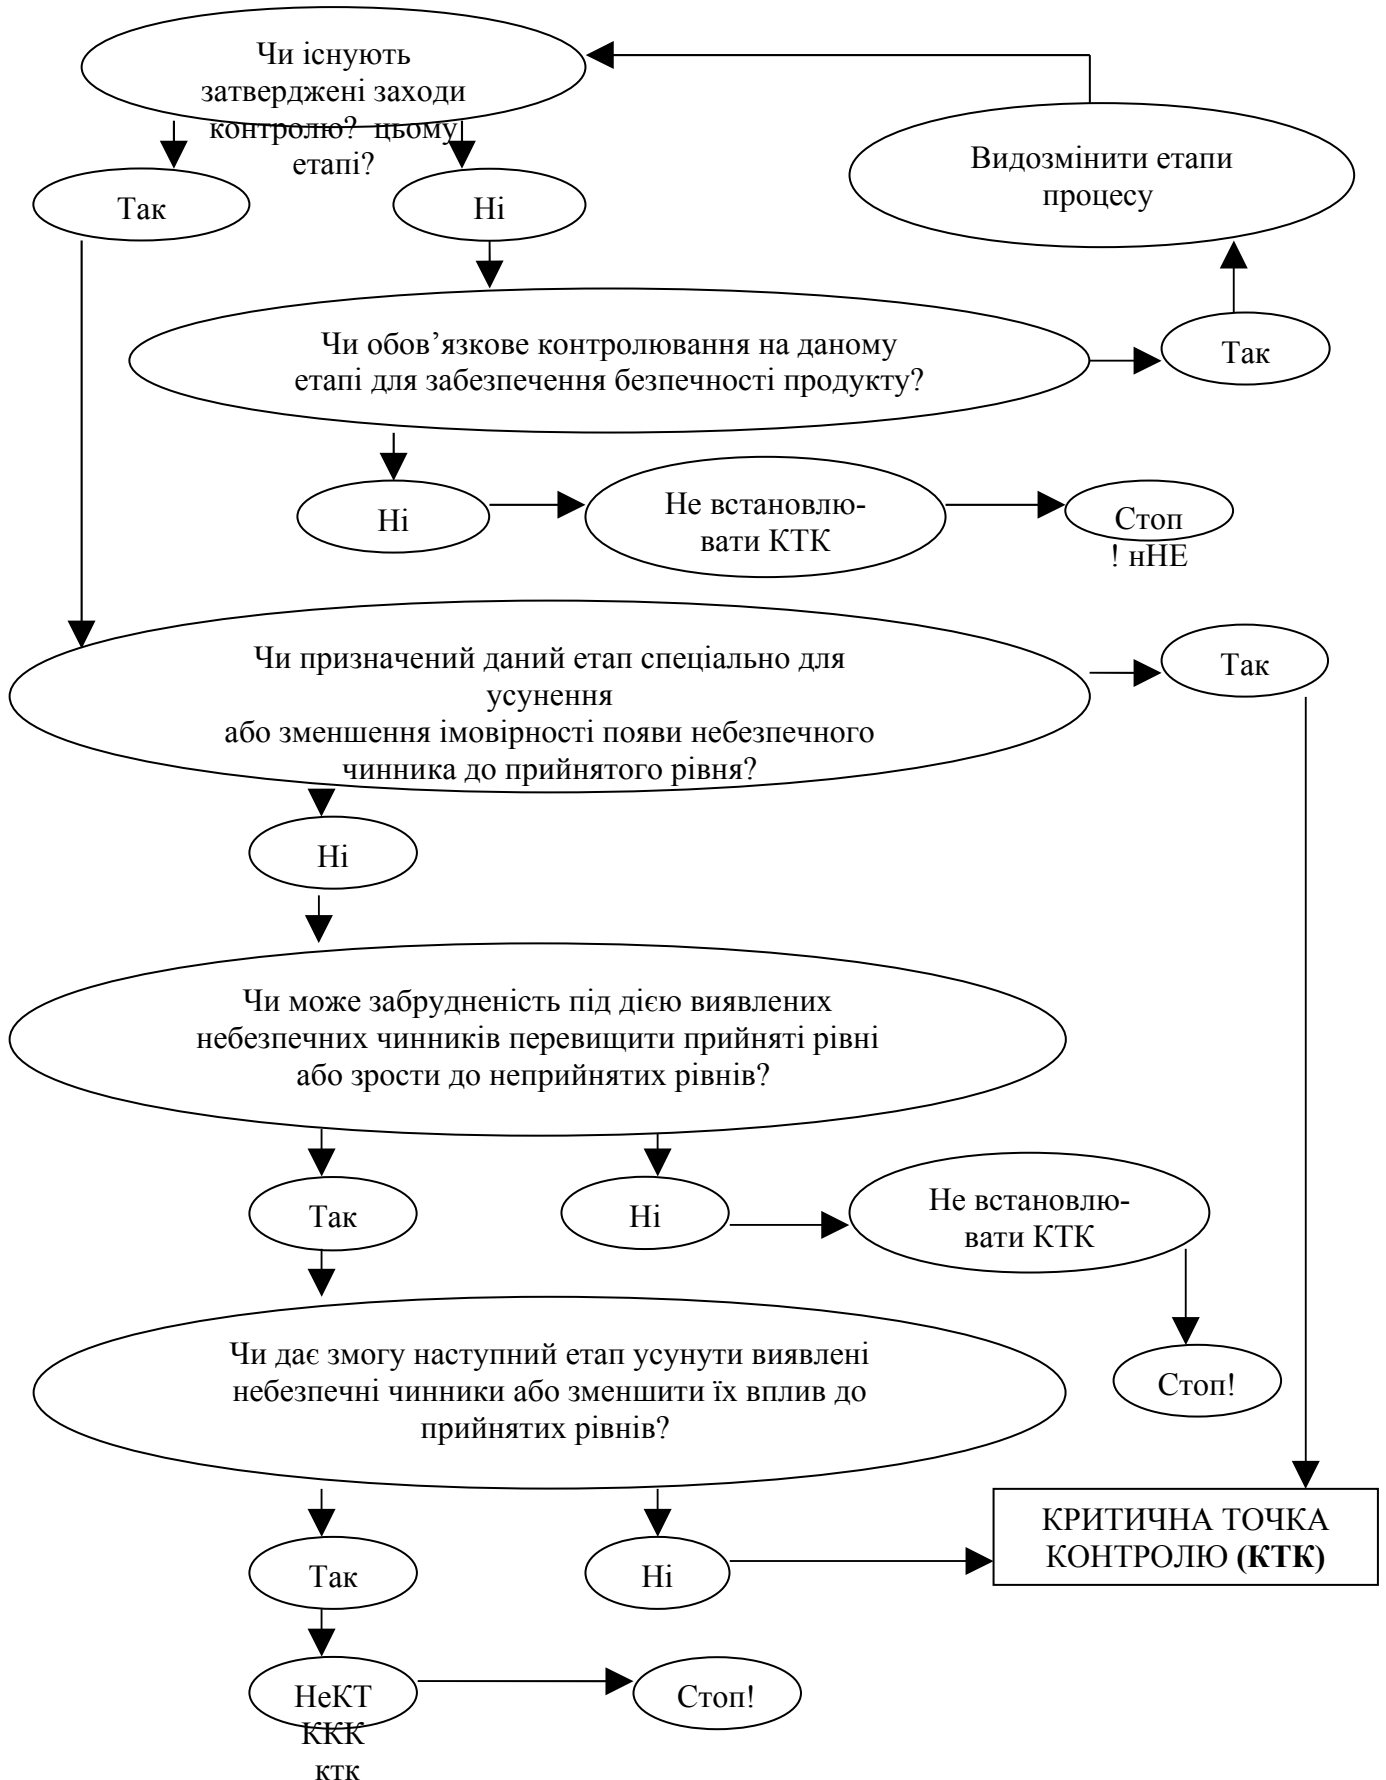 Чи існують
затверджені заходи
контролю? цьому
етапі?
Видозмінити етапи
процесу
Так
Ні
Чи обов’язкове контролювання на даному
етапі для забезпечення безпечності продукту?
Так
Ні
Не встановлю-
вати КТК
Стоп
! нНЕ
Чи призначений даний етап спеціально для
усунення
або зменшення імовірності появи небезпечного
чинника до прийнятого рівня?
Так
Ні
Чи може забрудненість під дією виявлених
небезпечних чинників перевищити прийняті рівні
або зрости до неприйнятих рівнів?
Так
Ні
Не встановлю-
вати КТК
Чи дає змогу наступний етап усунути виявлені
небезпечні чинники або зменшити їх вплив до
прийнятих рівнів?
Стоп!
КРИТИЧНА ТОЧКА
КОНТРОЛЮ (КТК)
Так
Ні
НеКТ
ККК
ктк
Стоп!